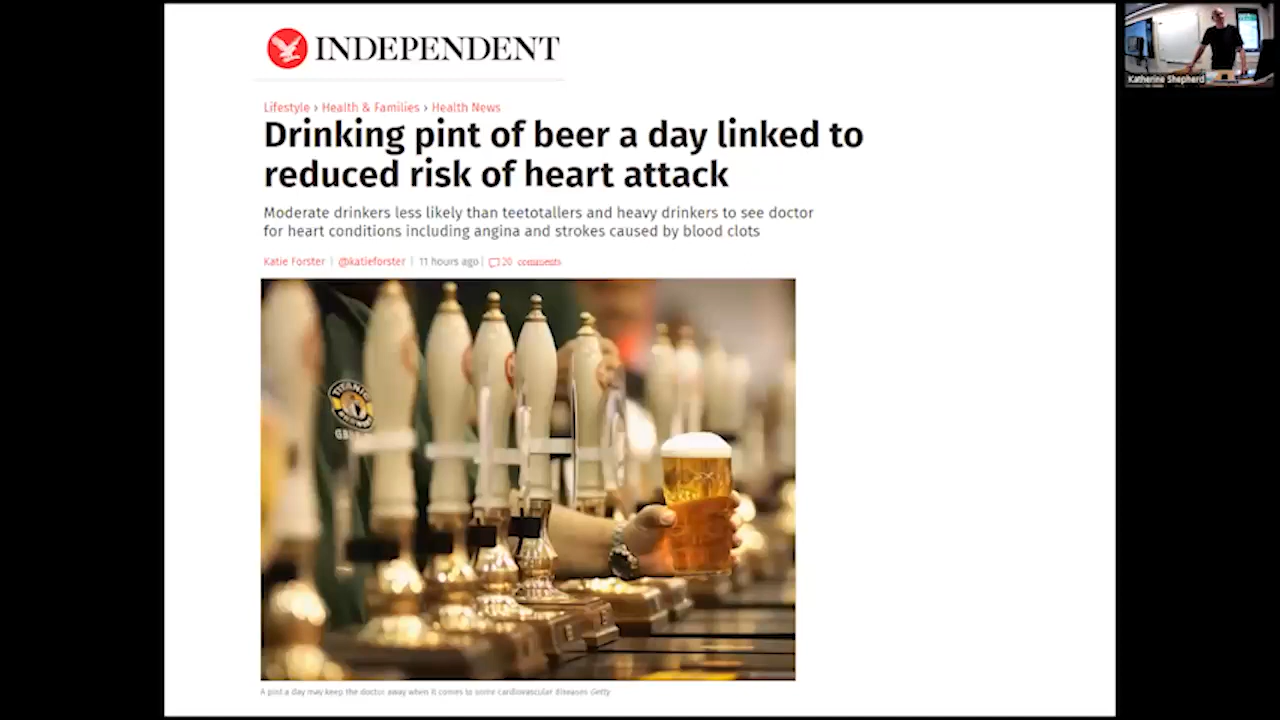 INDEPENDENT
Lifestyle › Health & Families › Health News
Drinking pint of beer a day linked to
reduced risk of heart attack
Moderate drinkers less likely than teetotallers and heavy drinkers to see doctor
for heart conditions including angina and strokes caused by blood clots
Katie Forster | @katieforster | 11 hours ago | 20 comments
TITANIC
BREWERY
A pint a day may keep the doctor away when it comes to some cardiovascular diseases Getty
Katherine Shepherd